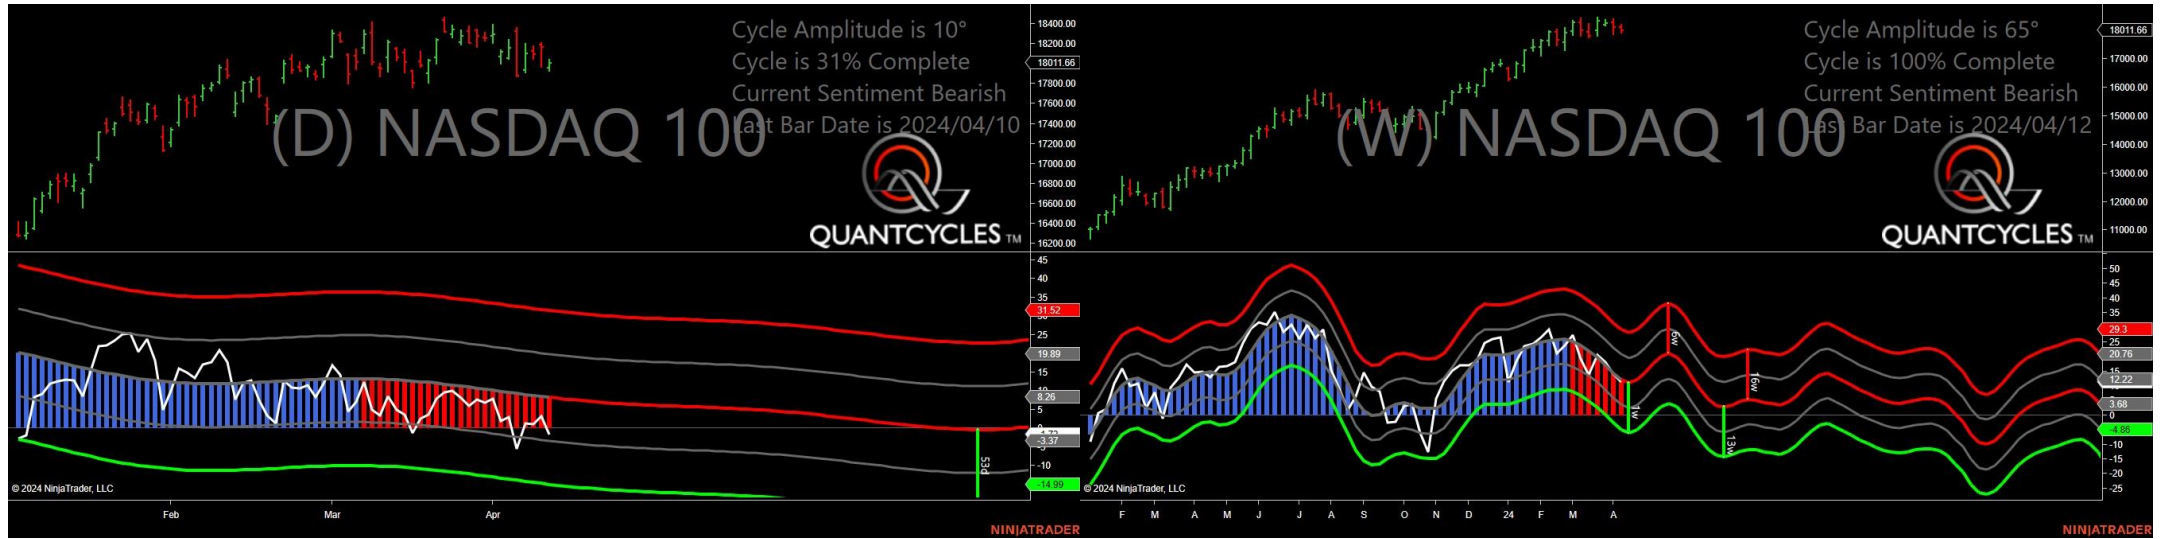 Cycle Amplitude is 10°
Cycle is 31% Complete
Current Sentiment Bearish
Last Bar Date is 2024/04/10
(D) NASDAQ 100
QUANTCYCLES TM
18400.00
18200.00
18011.66
17800.00
17600.00
17400.00
17200.00
17000.00
16800.00
16600.00
16400.00
16200.00
45
40
35
31.52
25
19.89
15
10
8.26
5
0
-3.37
-10
-14.99
53d
© 2024 NinjaTrader, LLC
Feb
Mar
Apr
NINJATRADER
Cycle Amplitude is 65°
Cycle is 100% Complete
Current Sentiment Bearish
Last Bar Date is 2024/04/12
(W) NASDAQ 100
QUANTCYCLES TM
18011.66
17000.00
16000.00
15000.00
14000.00
13000.00
12000.00
11000.00
50
45
40
35
29.3
25
20.76
15
12.22
3.68
0
-4.86
-10
-15
-20
-25
6w
16w
1w
13w
© 2024 NinjaTrader, LLC
F
M
A
M
J
J
A
S
O
N
D
24
F
M
A
NINJATRADER